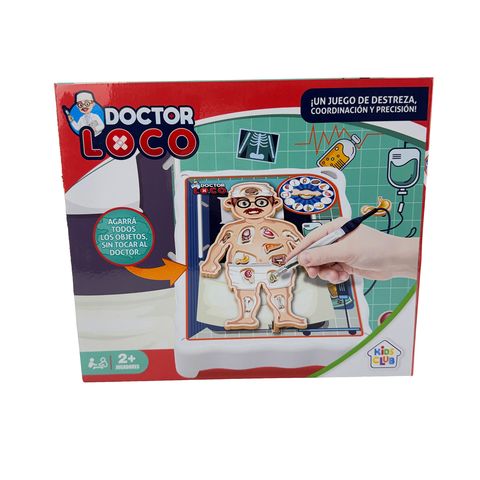 DOCTOR
LOCO
¡UN JUEGO DE DESTREZA,
COORDINACIÓN Y PRECISIÓN!
DOCTOR
LOCO
AGARRÁ
TODOS
LOS OBJETOS,
SIN TOCAR AL
DOCTOR.
2+
JUGADORES
KIDS
CLUB